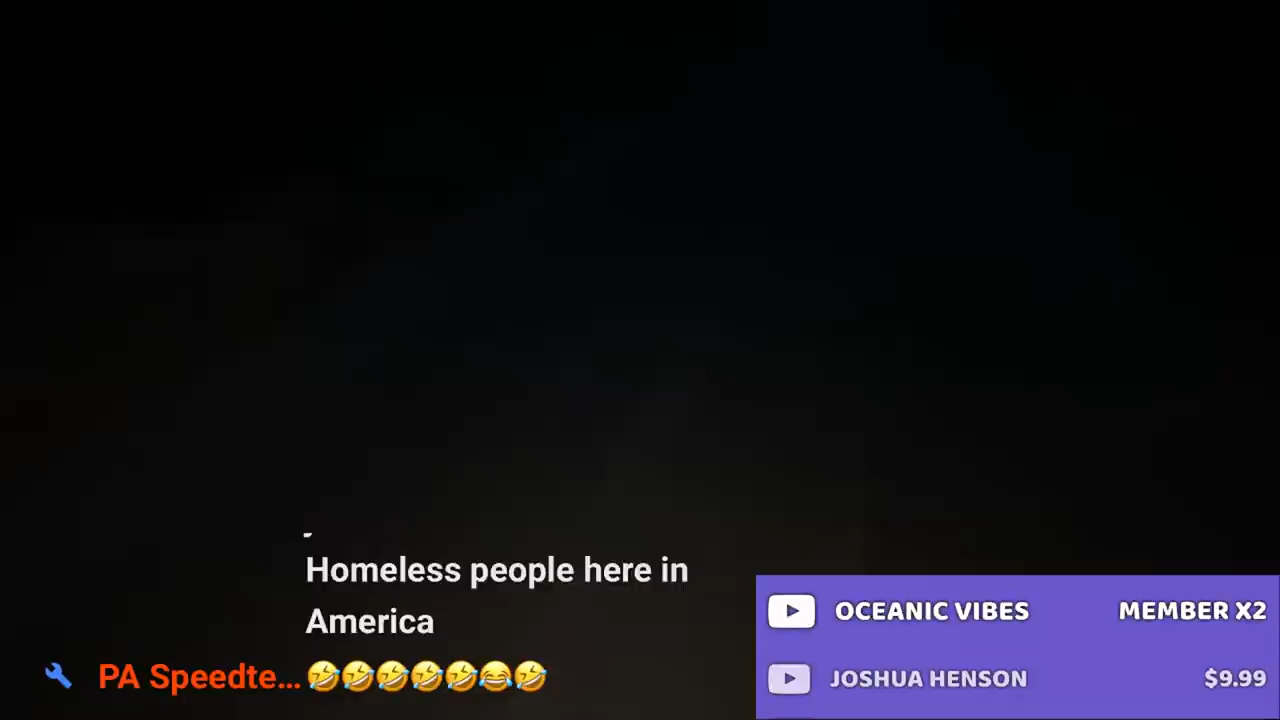 Homeless people here in
America
PA Speedte... 🤣🤣🤣🤣🤣😂🤣
OCEANIC VIBES MEMBER X2
JOSHUA HENSON $9.99